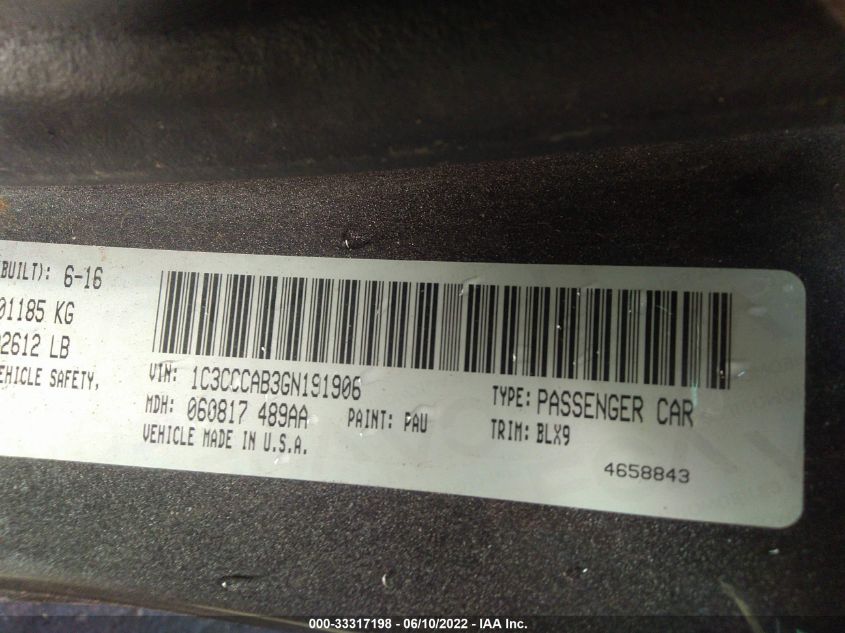 (BUILT): 6-16
01185 KG
02612 LB
EHICLE SAFETY,
VIN: 1C3CCCAB3GN191906
TYPE: PASSENGER CAR
MDH: 060817 489AA
PAINT: PAU
TRIM: BLX9
VEHICLE MADE IN U.S.A.
4658843
000-33317198 - 06/10/2022 - IAA Inc.